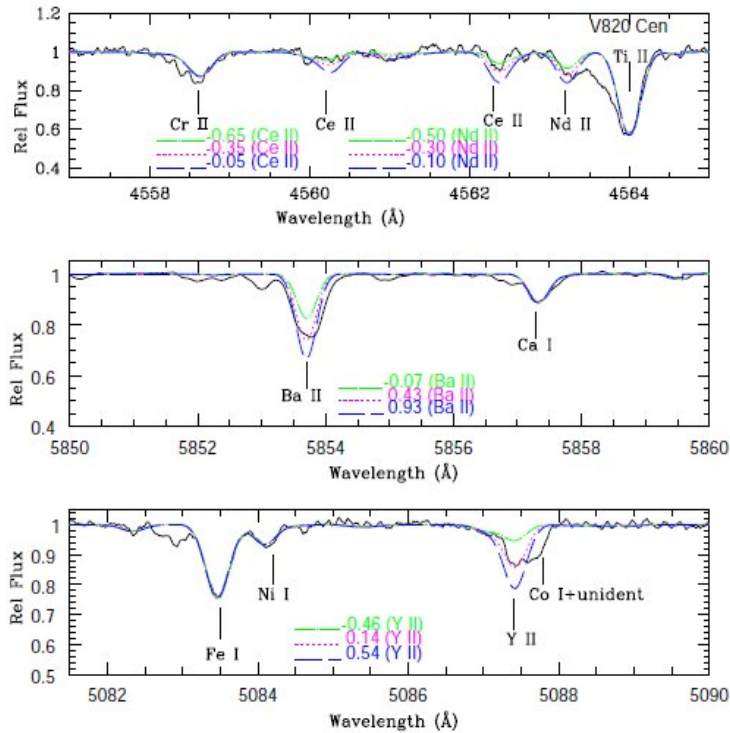 V820 Cen
Rel Flux
1.2
1
0.8
0.6
0.4
Cr II
Ce II
Ce II
Nd II
Ti II
-0.65 (Ce II)
-0.50 (Nd II)
-0.35 (Ce II)
-0.30 (Nd II)
-0.05 (Ce II)
-0.10 (Nd II)
4558
4560
4562
4564
Wavelength (Å)
Rel Flux
1
0.8
0.6
0.4
Ba II
Ca I
-0.07 (Ba II)
0.43 (Ba II)
0.93 (Ba II)
5850
5852
5854
5856
5858
5860
Wavelength (Å)
Rel Flux
1
0.9
0.8
0.7
0.6
0.5
Fe I
Ni I
Co I+unident
Y II
-0.46 (Y II)
0.14 (Y II)
0.54 (Y II)
5082
5084
5086
5088
5090
Wavelength (Å)